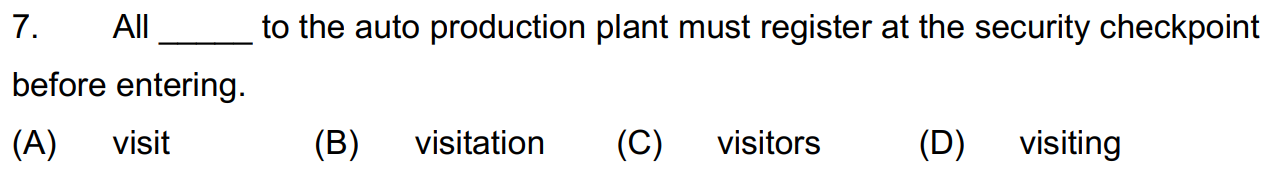 7. All _____ to the auto production plant must register at the security checkpoint
before entering.
(A) visit (B) visitation (C) visitors (D) visiting